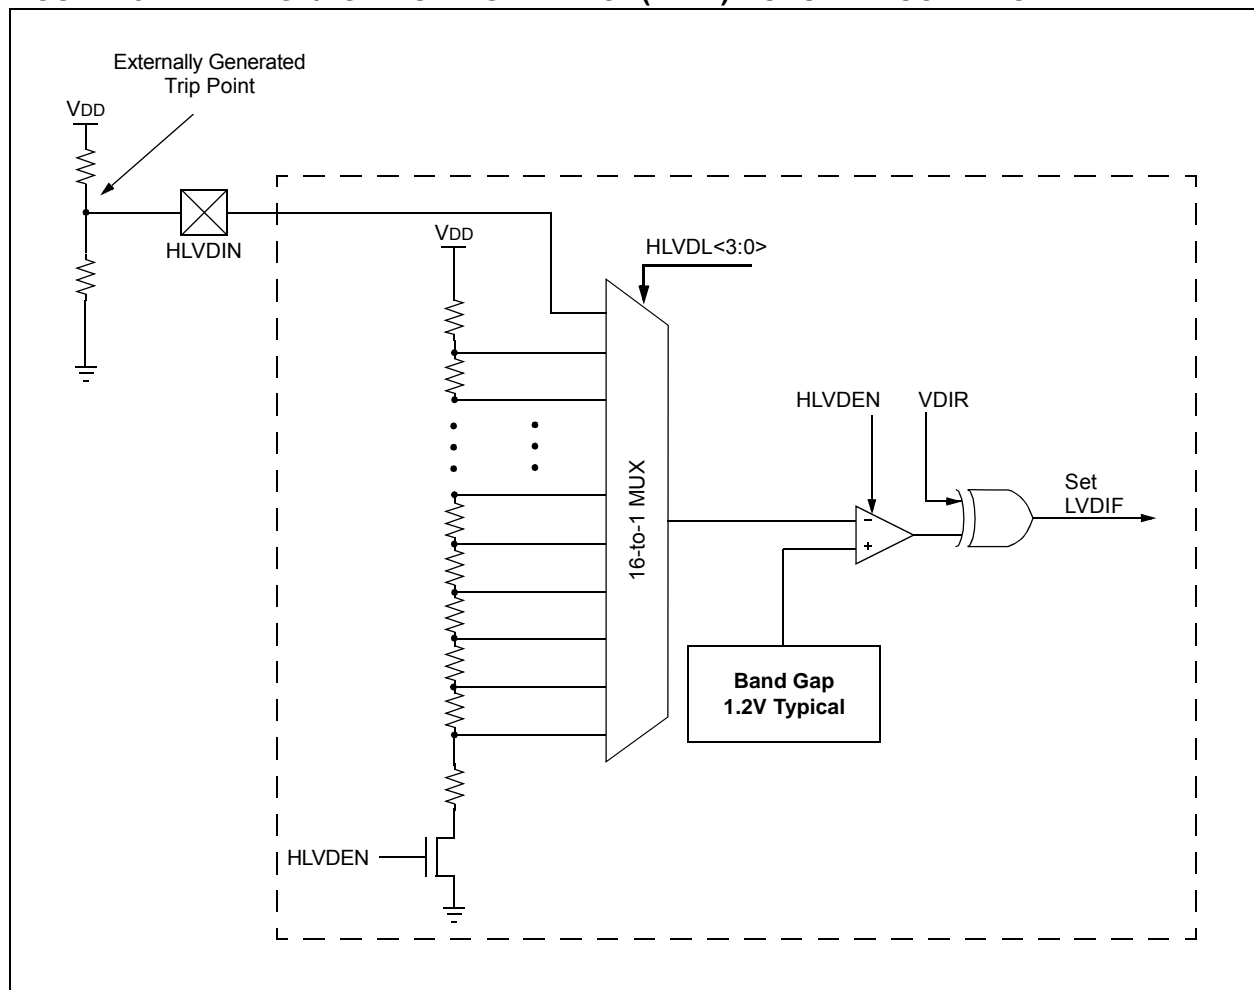 Externally Generated
Trip Point
VDD
HLVDIN
VDD
HLVDL<3:0>
HLVDEN
VDIR
16-to-1 MUX
Set
LVDIF
–
+
Band Gap
1.2V Typical
HLVDEN